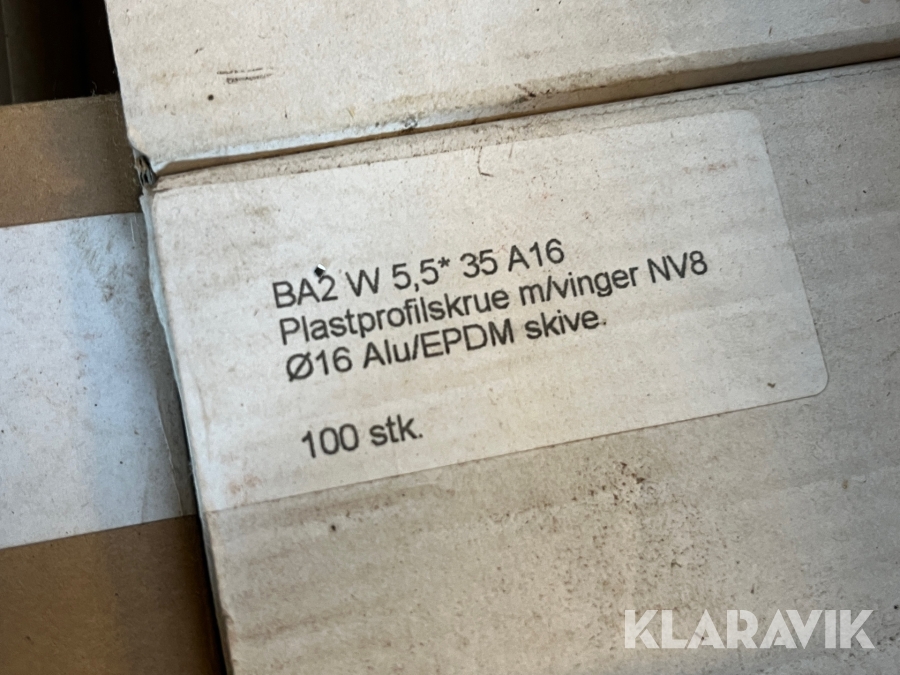 BA2 W 5,5* 35 A16
Plastprofilskrue m/vinger NV8
Ø16 Alu/EPDM skive.
100 stk.
KLARAVIK